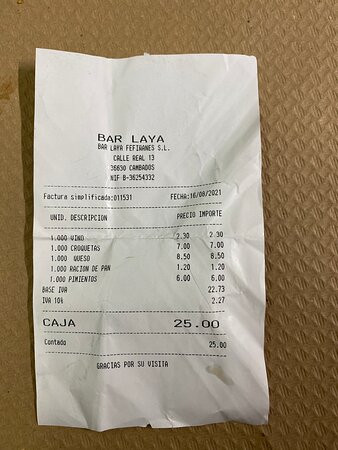 BAR LAYA
BAR LAYA FEFIÑANES S.L.
CALLE REAL 13
36630 CAMBADOS
NIF B-36254332
Factura simplificada:011531 FECHA:16/08/2021
UNID. DESCRIPCION PRECIO IMPORTE
1.000 VINO 2.30 2.30
1.000 CROQUETAS 7.00 7.00
1.000 QUESO 8.50 8.50
1.000 RACION DE PAN 1.20 1.20
1.000 PIMIENTOS 6.00 6.00
BASE IVA 22.73
IVA 10% 2.27
CAJA 25.00
Contado 25.00
GRACIAS POR SU VISITA